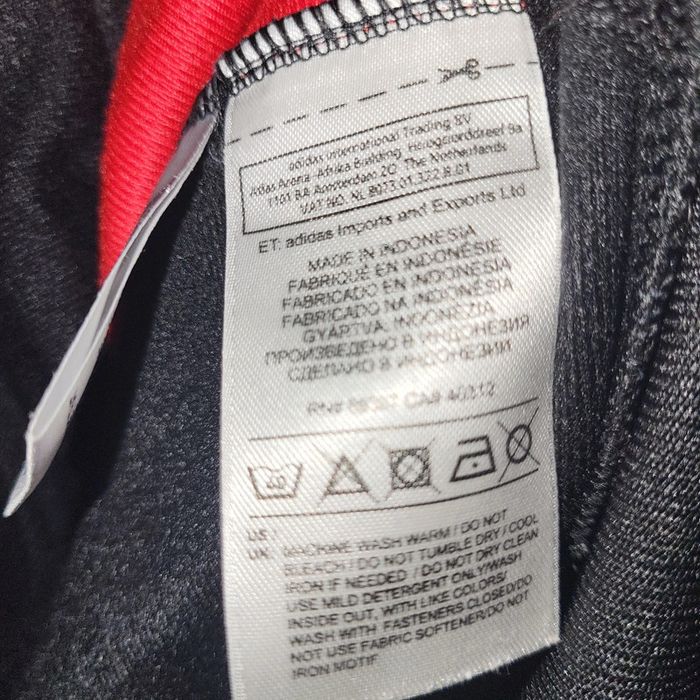 adidas International Trading BV
Adas Arena Afrika Building, Hoogoorddreef 9a
1101 BA Amsterdam ZO The Netherlands
VAT NO. NL 8073.01.322.B.01
ET: adidas Imports and Exports Ltd
MADE IN INDONESIA
FABRIQUÉ EN INDONÉSIE
FABRICADO EN INDONESIA
FABRICADO NA INDONÉSIA
GYÁRTVA: INDONEZIA
ПРОИЗВЕДЕНО В ИНДОНЕЗИЯ
СДЕЛАНО В ИНДОНЕЗИИ
RN# CA# 40312
40
US /
UK: MACHINE WASH WARM / DO NOT
BLEACH / DO NOT TUMBLE DRY / COOL
IRON IF NEEDED / DO NOT DRY CLEAN
USE MILD DETERGENT ONLY/WASH
INSIDE OUT, WITH LIKE COLORS/
WASH WITH FASTENERS CLOSED/
NOT USE FABRIC SOFTENER/DO NOT
IRON MOTIF